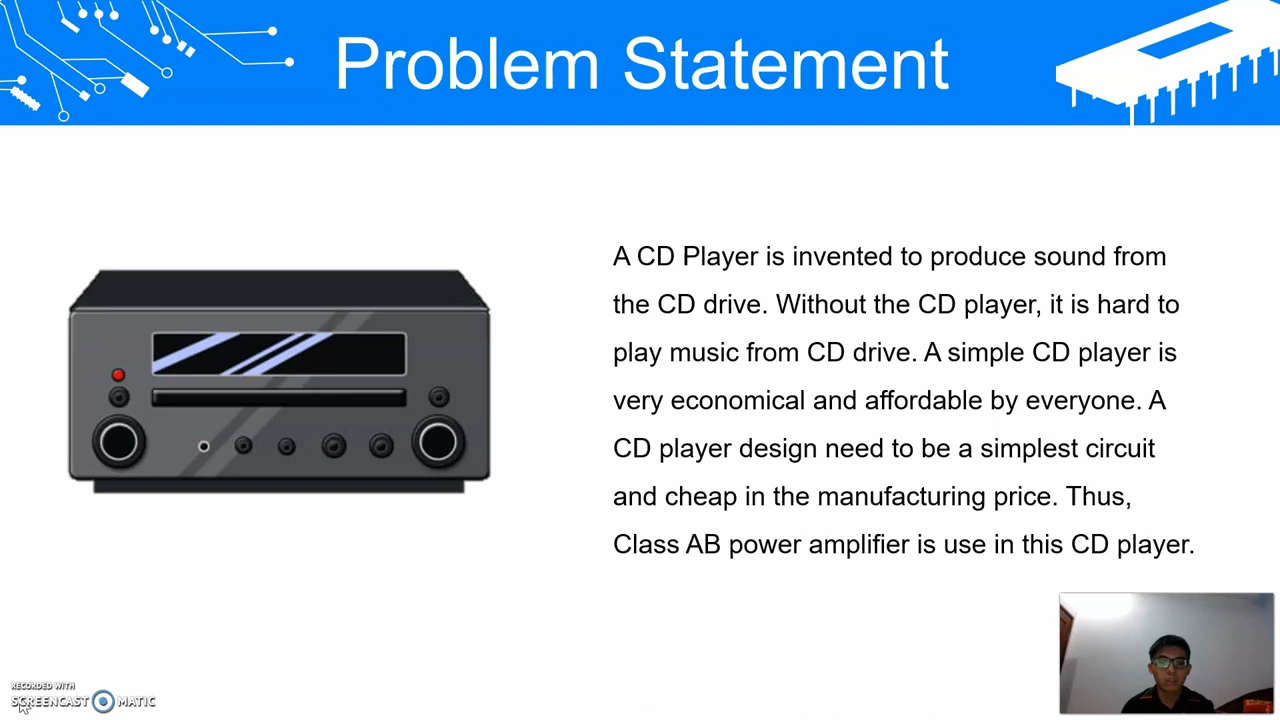 Problem Statement
A CD Player is invented to produce sound from
the CD drive. Without the CD player, it is hard to
play music from CD drive. A simple CD player is
very economical and affordable by everyone. A
CD player design need to be a simplest circuit
and cheap in the manufacturing price. Thus,
Class AB power amplifier is use in this CD player.
RECORDED WITH
SCREENCAST MATIC